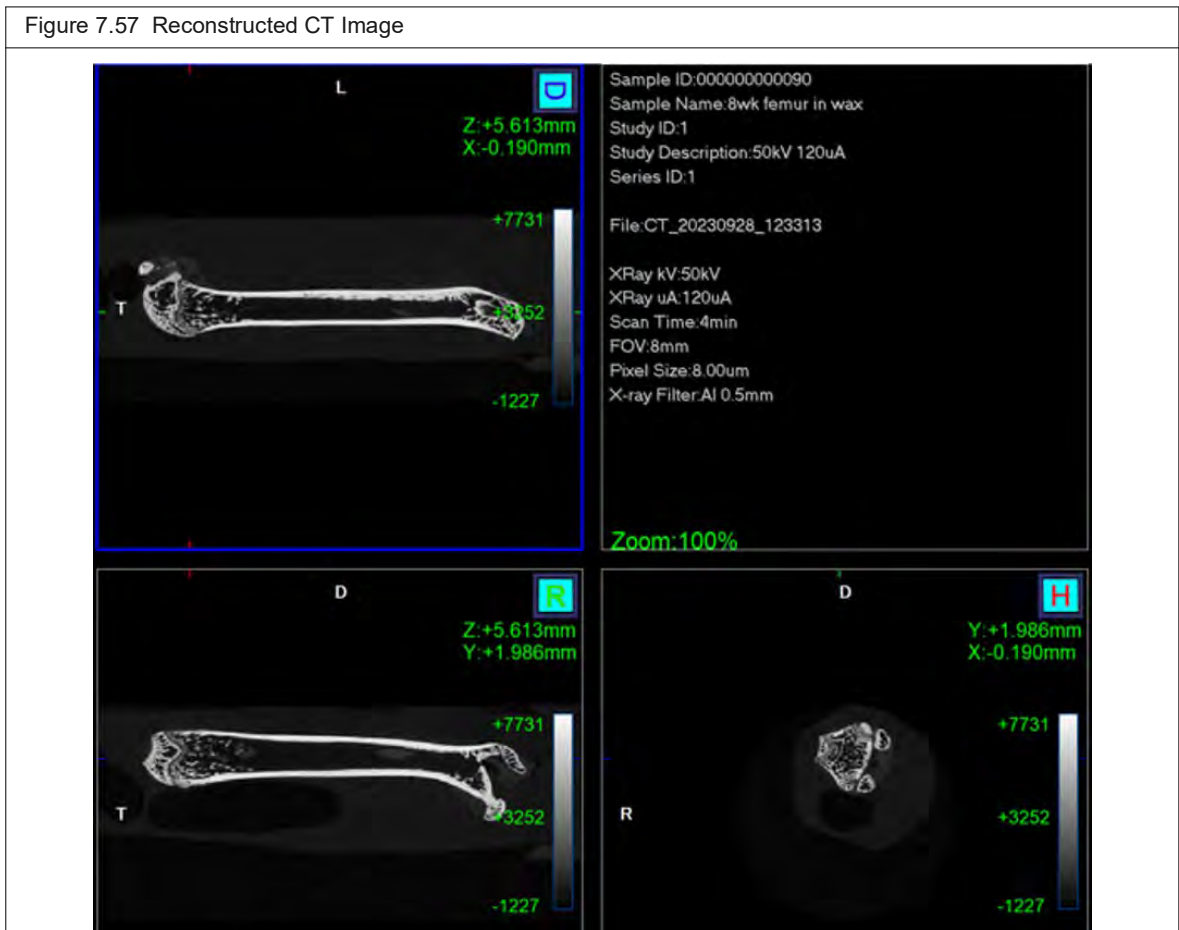 Figure 7.57 Reconstructed CT Image
L
D
Z:+5.613mm
X:-0.190mm
+7731
T
+3252
-1227
Sample ID:000000000090
Sample Name:8wk femur in wax
Study ID:1
Study Description:50kV 120uA
Series ID:1
File:CT_20230928_123313
XRay kV:50kV
XRay uA:120uA
Scan Time:4min
FOV:8mm
Pixel Size:8.00um
X-ray Filter:Al 0.5mm
Zoom:100%
D
R
Z:+5.613mm
Y:+1.986mm
+7731
T
+3252
-1227
D
H
Y:+1.986mm
X:-0.190mm
+7731
R
+3252
-1227